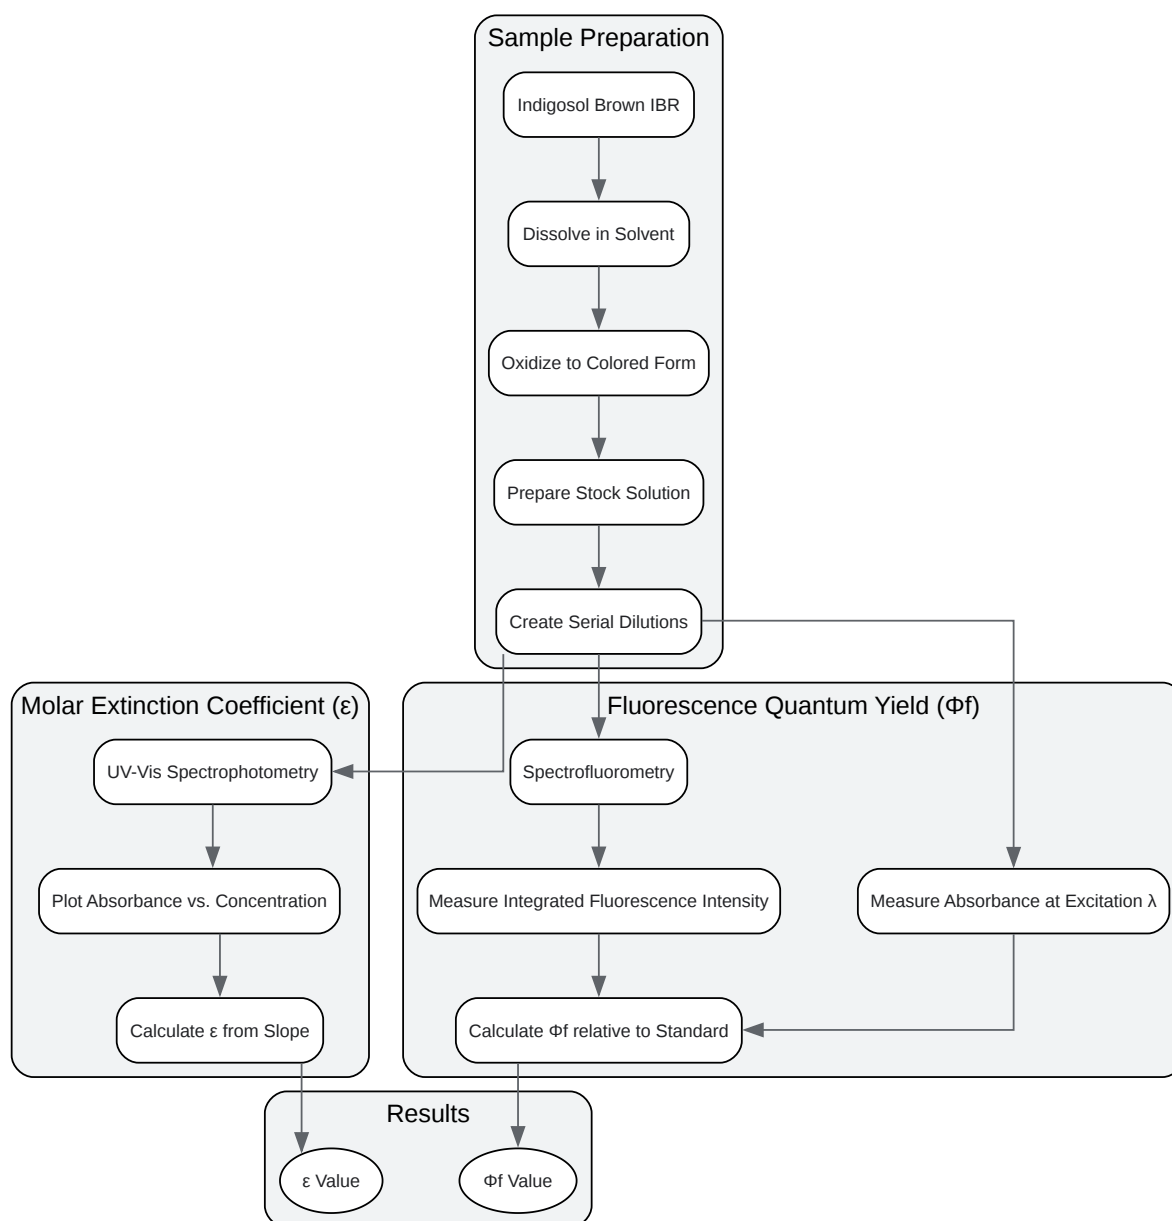 Sample Preparation
Indigosol Brown IBR
Dissolve in Solvent
Oxidize to Colored Form
Prepare Stock Solution
Create Serial Dilutions
Molar Extinction Coefficient (ε)
UV-Vis Spectrophotometry
Plot Absorbance vs. Concentration
Calculate ε from Slope
Fluorescence Quantum Yield (Φf)
Spectrofluorometry
Measure Integrated Fluorescence Intensity
Measure Absorbance at Excitation λ
Calculate Φf relative to Standard
Results
ε Value
Φf Value